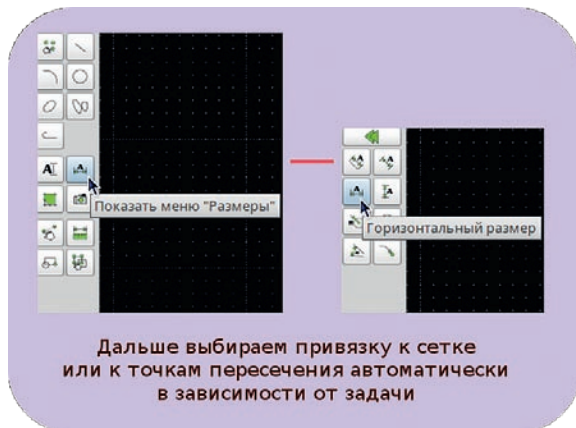 Показать меню "Размеры"
Горизонтальный размер
Дальше выбираем привязку к сетке
или к точкам пересечения автоматически
в зависимости от задачи